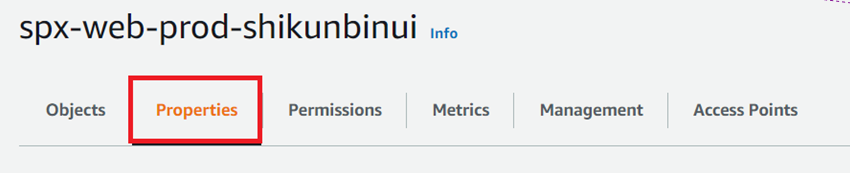 spx-web-prod-shikunbinui Info
Objects Properties Permissions Metrics Management Access Points